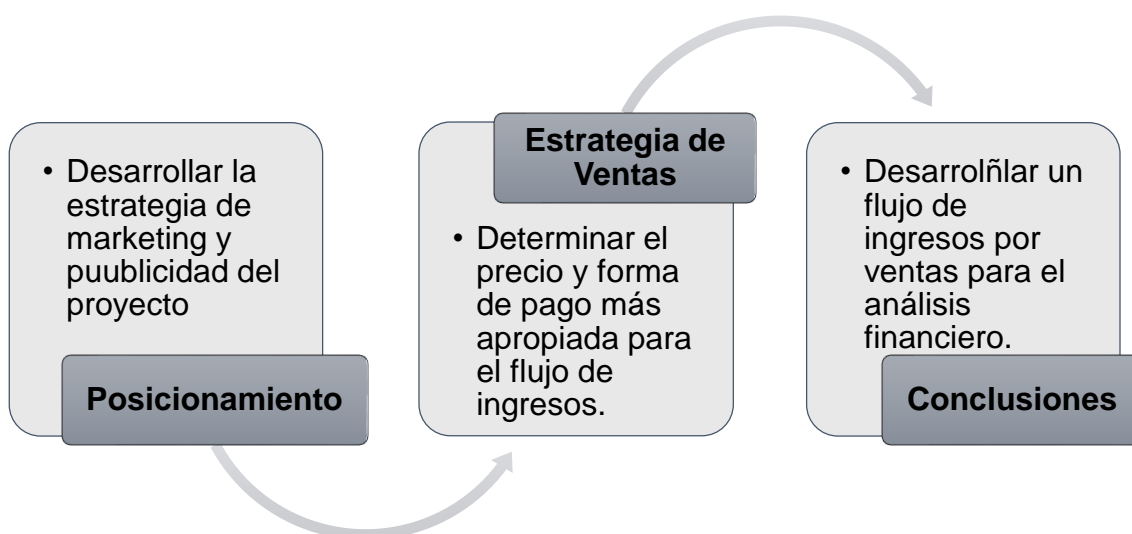 • Desarrollar la
estrategia de
marketing y
puublicidad del
proyecto
Posicionamiento
Estrategia de
Ventas
• Determinar el
precio y forma
de pago más
apropiada para
el flujo de
ingresos.
• Desarrolñlar un
flujo de
ingresos por
ventas para el
análisis
financiero.
Conclusiones